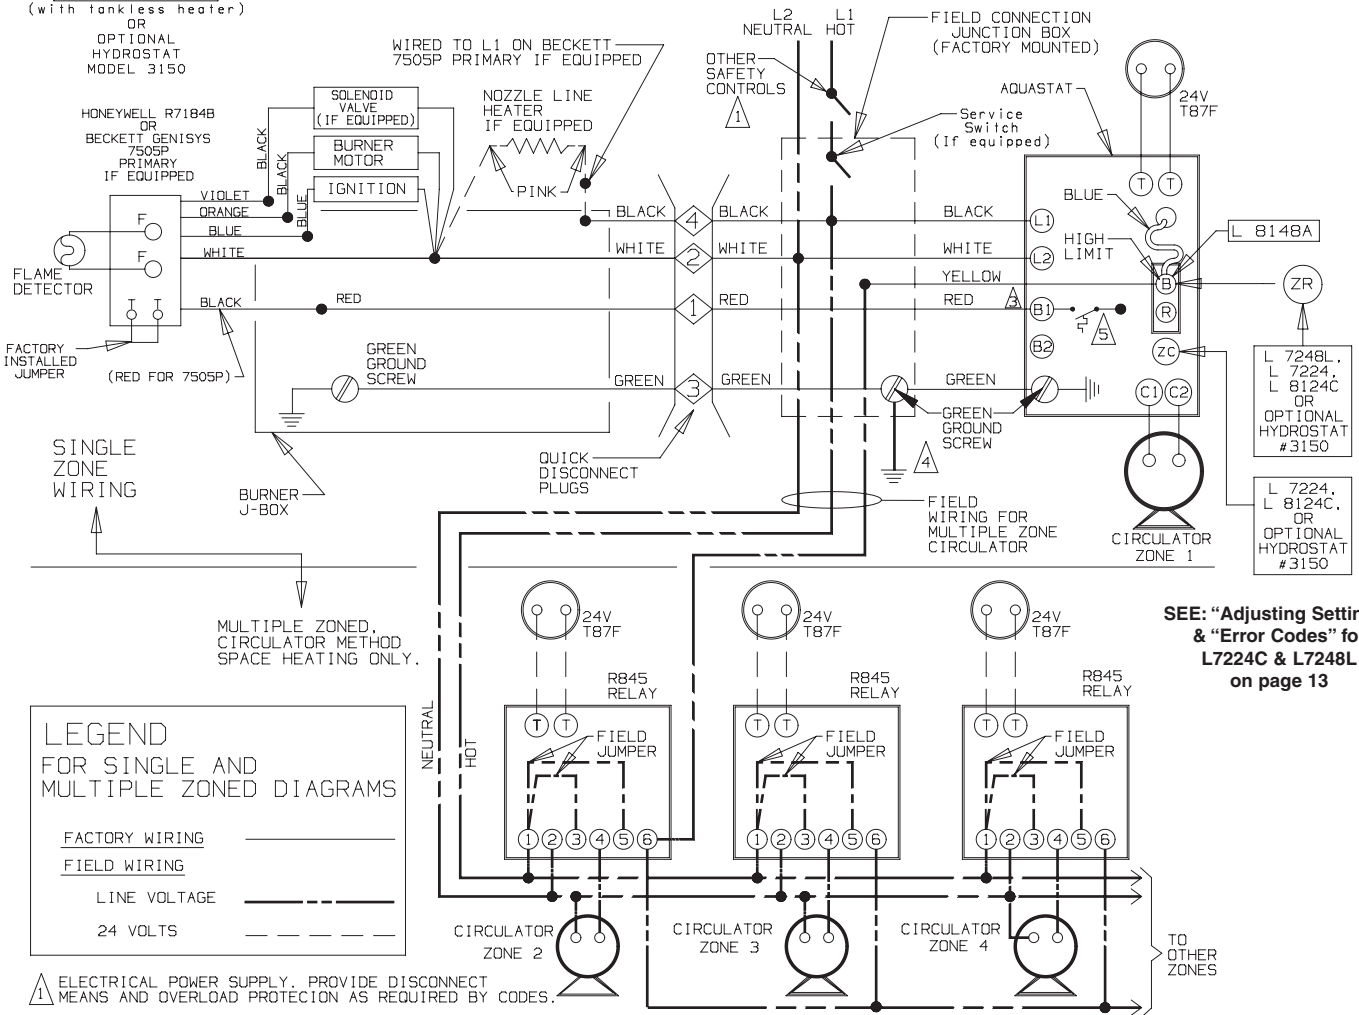 (with tankless heater)
OR
OPTIONAL
HYDROSTAT
MODEL 3150
HONEYWELL R7184B
OR
BECKETT GENISYS
7505P
PRIMARY
IF EQUIPPED
SOLENOID
VALVE
(IF EQUIPPED)
BURNER
MOTOR
IGNITION
BLACK
BLACK
BLUE
VIOLET
ORANGE
BLUE
WHITE
BLACK
F
F
T T
FLAME
DETECTOR
FACTORY
INSTALLED
JUMPER
(RED FOR 7505P)
RED
WIRED TO L1 ON BECKETT
7505P PRIMARY IF EQUIPPED
NOZZLE LINE
HEATER
IF EQUIPPED
PINK
GREEN
GROUND
SCREW
BLACK 4 BLACK
WHITE 2 WHITE
1 RED
GREEN 3 GREEN
QUICK
DISCONNECT
PLUGS
BURNER
J-BOX
SINGLE
ZONE
WIRING
MULTIPLE ZONED,
CIRCULATOR METHOD
SPACE HEATING ONLY.
L2 L1
NEUTRAL HOT
OTHER
SAFETY
CONTROLS
1
FIELD CONNECTION
JUNCTION BOX
(FACTORY MOUNTED)
Service
Switch
(If equipped)
AQUASTAT
24V
T87F
T T
BLUE
HIGH
LIMIT
L 8148A
BLACK L1
WHITE L2
YELLOW B
RED 3 B1
5
R
B2
ZC
ZR
C1 C2
GREEN
GREEN
GROUND
SCREW
4
L 7248L,
L 7224,
L 8124C
OR
OPTIONAL
HYDROSTAT
#3150
L 7224,
L 8124C,
OR
OPTIONAL
HYDROSTAT
#3150
CIRCULATOR
ZONE 1
FIELD
WIRING FOR
MULTIPLE ZONE
CIRCULATOR
SEE: “Adjusting Settin
& “Error Codes” fo
L7224C & L7248L
on page 13
NEUTRAL
HOT
24V
T87F
R845
RELAY
T T
FIELD
JUMPER
1 2 3 4 5 6
CIRCULATOR
ZONE 2
24V
T87F
R845
RELAY
T T
FIELD
JUMPER
1 2 3 4 5 6
CIRCULATOR
ZONE 3
24V
T87F
R845
RELAY
T T
FIELD
JUMPER
1 2 3 4 5 6
CIRCULATOR
ZONE 4
TO
OTHER
ZONES
LEGEND
FOR SINGLE AND
MULTIPLE ZONED DIAGRAMS
FACTORY WIRING
FIELD WIRING
LINE VOLTAGE
24 VOLTS
1 ELECTRICAL POWER SUPPLY. PROVIDE DISCONNECT
MEANS AND OVERLOAD PROTECION AS REQUIRED BY CODES.